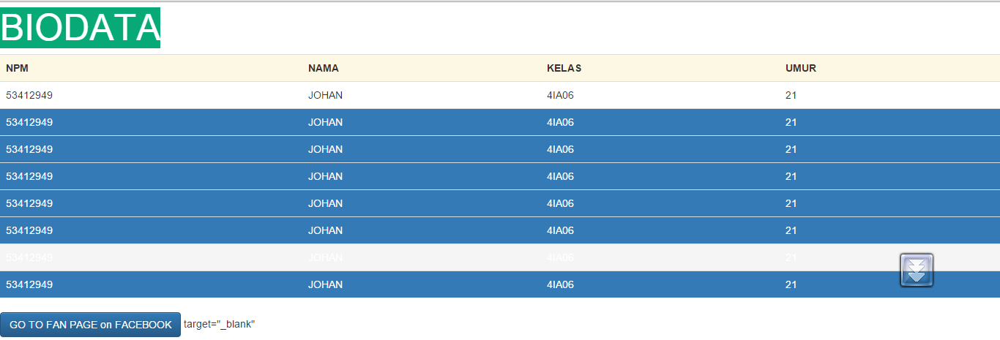 BIODATA
NPM NAMA KELAS UMUR
53412949 JOHAN 4IA06 21
53412949 JOHAN 4IA06 21
53412949 JOHAN 4IA06 21
53412949 JOHAN 4IA06 21
53412949 JOHAN 4IA06 21
53412949 JOHAN 4IA06 21
53412949 JOHAN 4IA06 21
53412949 JOHAN 4IA06 21
GO TO FAN PAGE on FACEBOOK target="_blank"